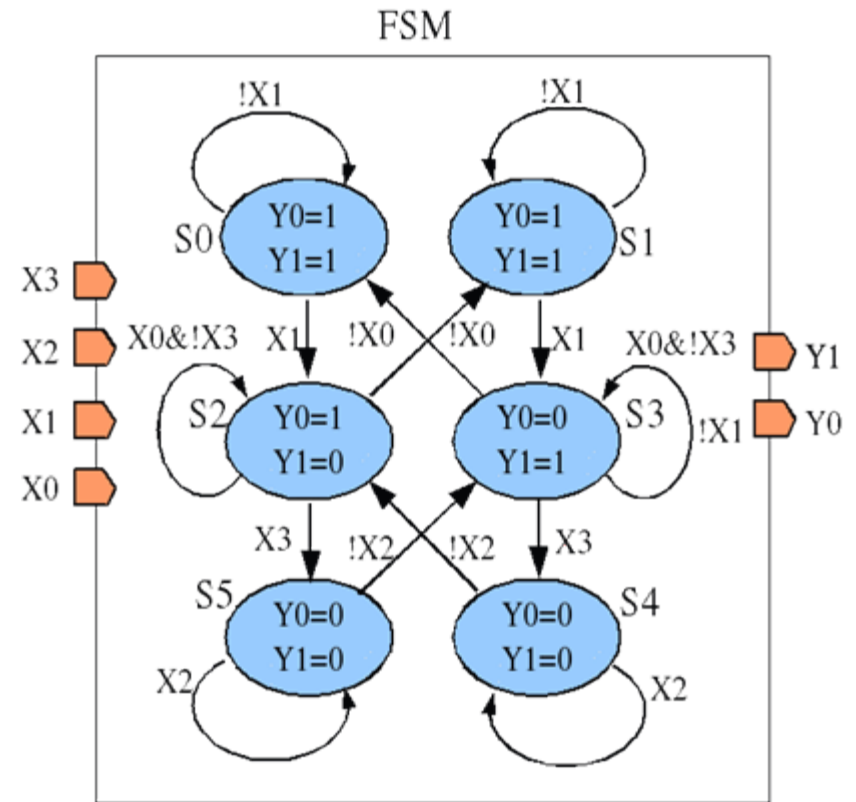 FSM
!X1
!X1
Y0=1
Y1=1
S0
Y0=1
Y1=1
S1
X3
X2
X1
X0
X0&!X3
X1
!X0
!X0
X1
X0&!X3
Y1
Y0
S2
Y0=1
Y1=0
Y0=0
Y1=1
S3
!X1
X3
!X2
!X2
X3
S5
Y0=0
Y1=0
Y0=0
Y1=0
S4
X2
X2